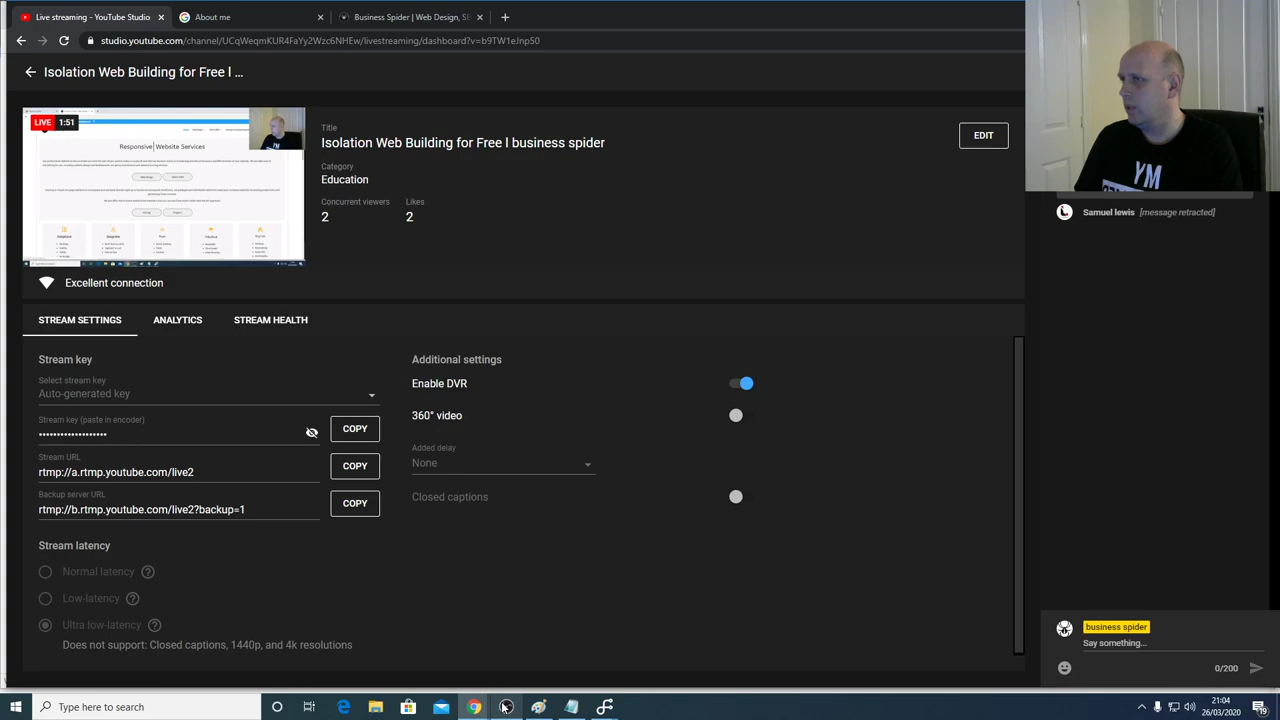 Live streaming - YouTube Studio
About me
Business Spider | Web Design, SE
studio.youtube.com/channel/UCqWeqmKUR4FaYy2Wzc6NHEw/livestreaming/dashboard?v=b9TW1eJnp50
Isolation Web Building for Free l ...
LIVE 1:51
Responsive Website Services
Title
Isolation Web Building for Free l businessspider
EDIT
Category
Education
Concurrent viewers
Likes
2
2
YM
Samuel lewis [message retracted]
Excellent connection
STREAM SETTINGS
ANALYTICS
STREAM HEALTH
Stream key
Additional settings
Select stream key
Auto-generated key
Enable DVR
Stream key (paste in encoder)
•••••••••••••••••••
COPY
360° video
Added delay
None
Stream URL
rtmp://a.rtmp.youtube.com/live2
COPY
Backup server URL
rtmp://b.rtmp.youtube.com/live2?backup=1
COPY
Closed captions
Stream latency
Normal latency
Low-latency
Ultra low-latency
Does not support: Closed captions, 1440p, and 4k resolutions
business spider
Say something...
0/200
Type here to search
21:04
26/03/2020